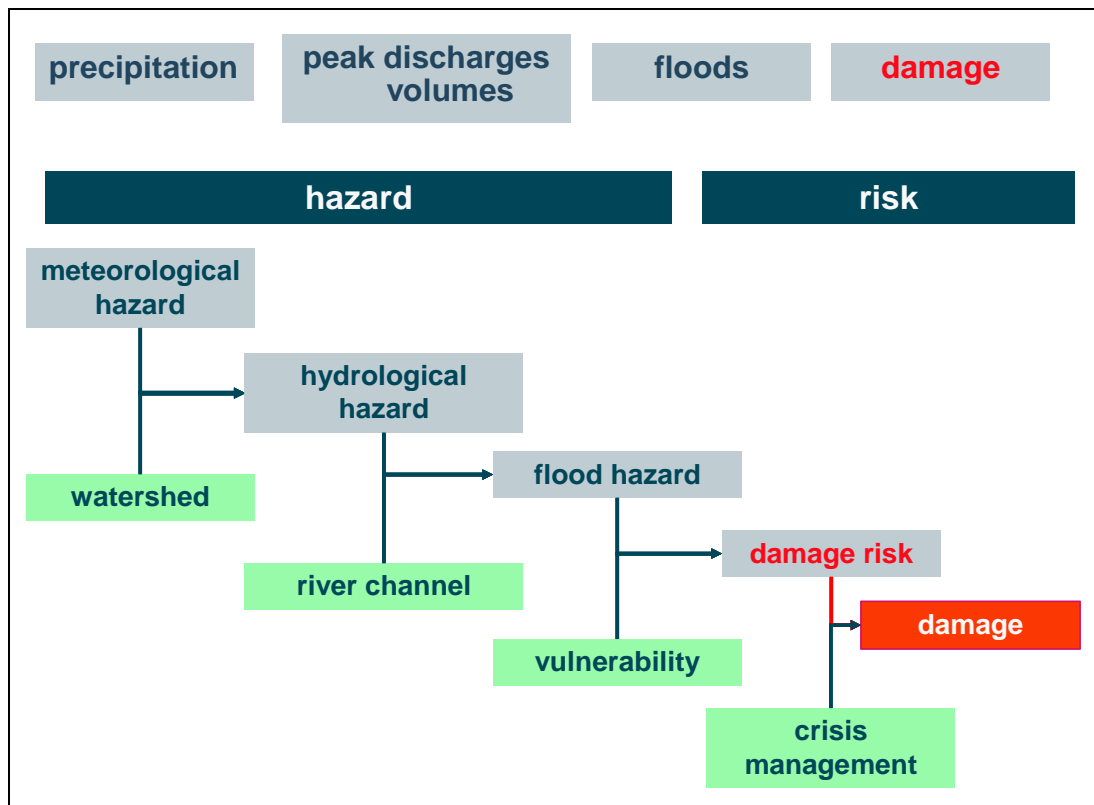 precipitation
peak discharges
volumes
floods
damage
hazard
risk
meteorological
hazard
hydrological
hazard
flood hazard
watershed
damage risk
river channel
damage
vulnerability
crisis
management